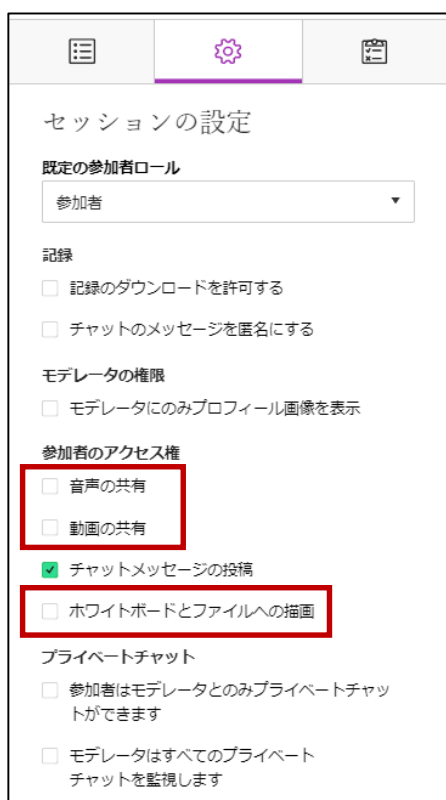 セッションの設定
既定の参加者ロール
参加者
記録
記録のダウンロードを許可する
チャットのメッセージを匿名にする
モデレータの権限
モデレータにのみプロフィール画像を表示
参加者のアクセス権
音声の共有
動画の共有
チャットメッセージの投稿
ホワイトボードとファイルへの描画
プライベートチャット
参加者はモデレータとのみプライベートチャッ
トができます
モデレータはすべてのプライベート
チャットを監視します